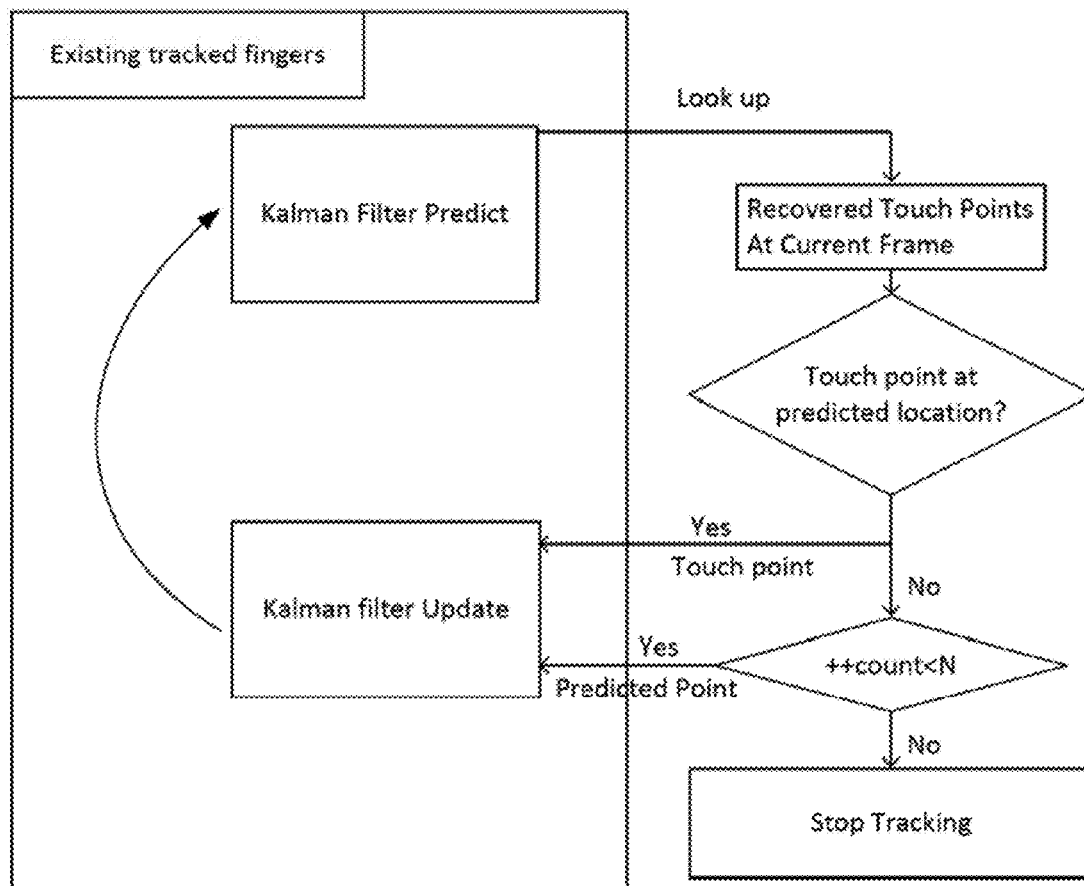 Existing tracked fingers
Look up
Kalman Filter Predict
Recovered Touch Points
At Current Frame
Touch point at
predicted location?
Yes
Touch point
No
Kalman filter Update
Yes
Predicted Point
++count<N
No
Stop Tracking